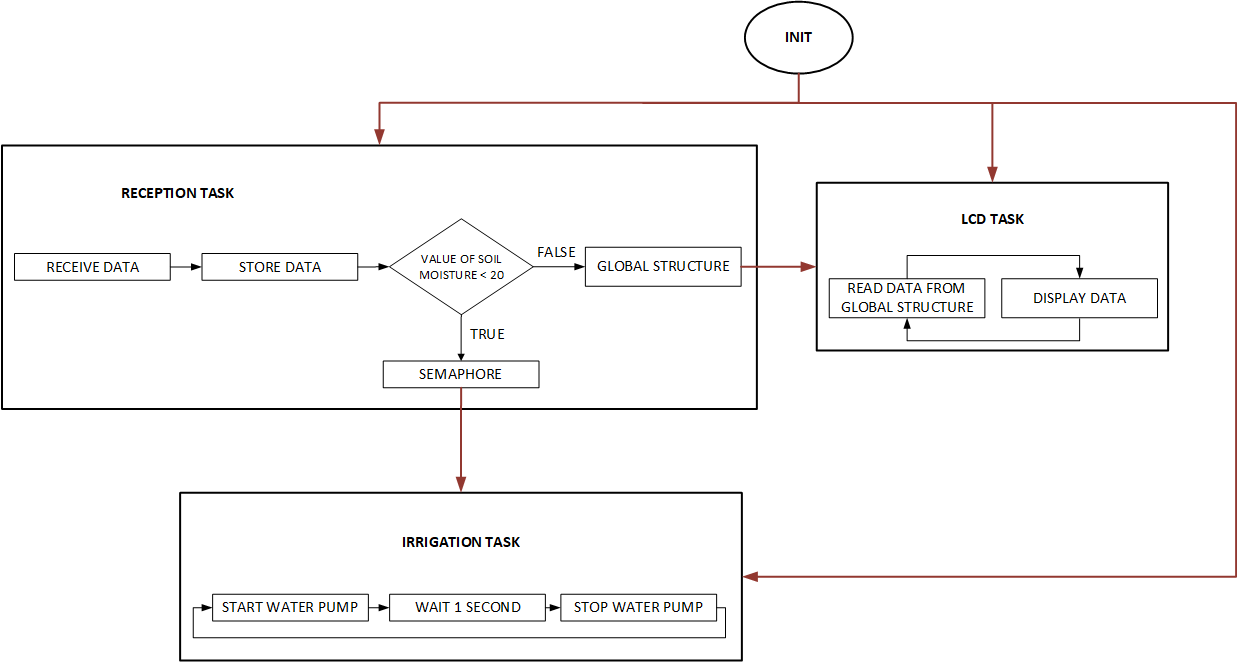 INIT
RECEPTION TASK
RECEIVE DATA
STORE DATA
VALUE OF SOIL
MOISTURE < 20
FALSE
GLOBAL STRUCTURE
TRUE
SEMAPHORE
LCD TASK
READ DATA FROM
GLOBAL STRUCTURE
DISPLAY DATA
IRRIGATION TASK
START WATER PUMP
WAIT 1 SECOND
STOP WATER PUMP